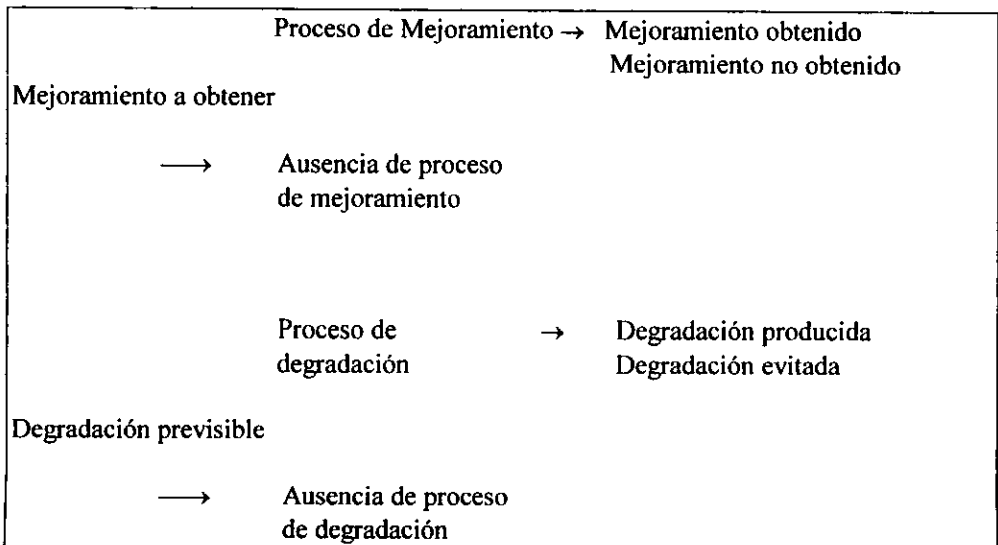 Proceso de Mejoramiento → Mejoramiento obtenido
Mejoramiento no obtenido
Mejoramiento a obtener
⟶ Ausencia de proceso
de mejoramiento
Proceso de → Degradación producida
degradación Degradación evitada
Degradación previsible
⟶ Ausencia de proceso
de degradación